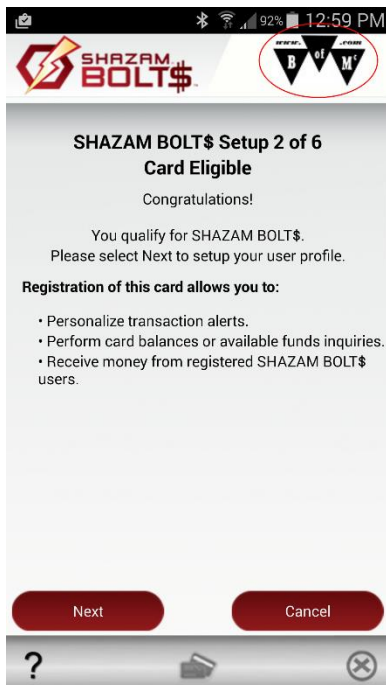 92% 12:59 PM
SHAZAM
BOLT$.
www. .com
B of Mc
SHAZAM BOLT$ Setup 2 of 6
Card Eligible
Congratulations!
You qualify for SHAZAM BOLT$.
Please select Next to setup your user profile.
Registration of this card allows you to:
• Personalize transaction alerts.
• Perform card balances or available funds inquiries.
• Receive money from registered SHAZAM BOLT$
users.
Next Cancel
?